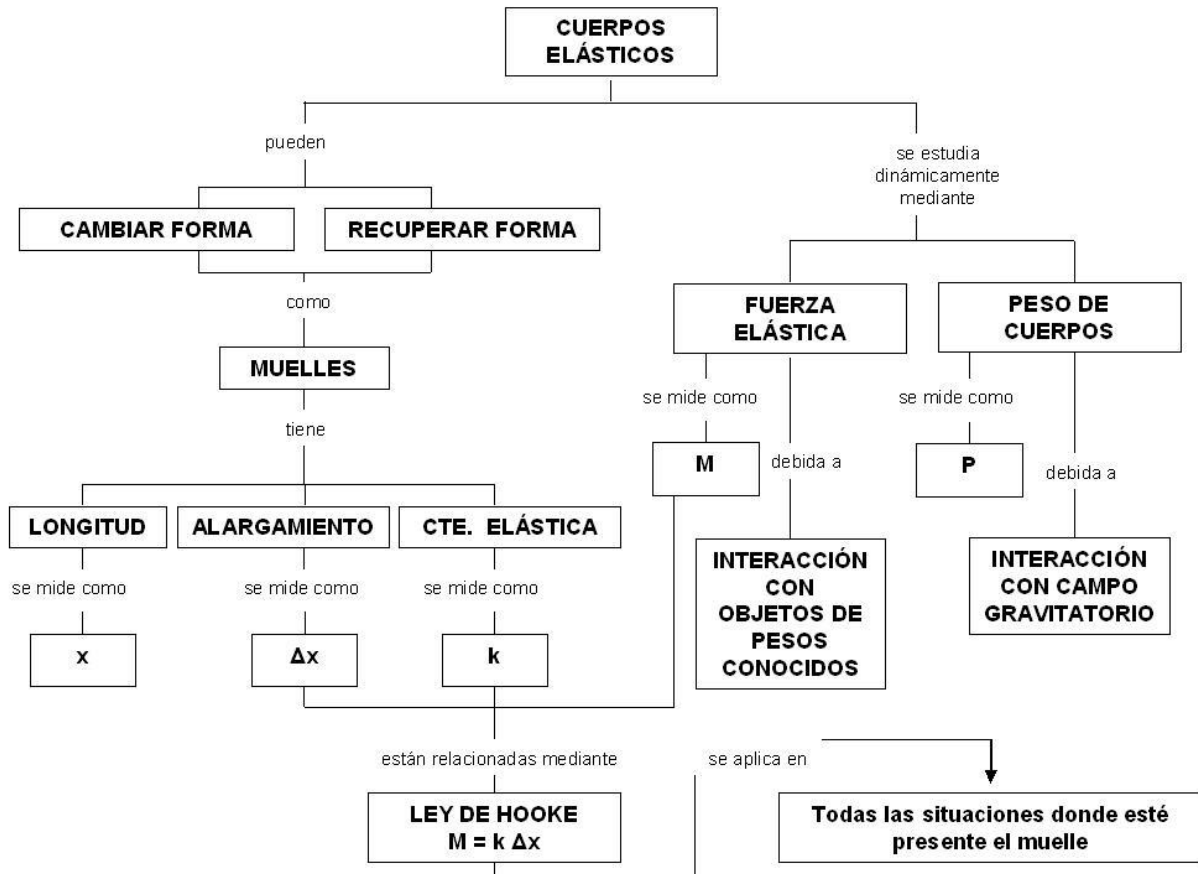 CUERPOS
ELÁSTICOS
pueden
se estudia
dinámicamente
mediante
CAMBIAR FORMA
RECUPERAR FORMA
como
FUERZA
ELÁSTICA
PESO DE
CUERPOS
MUELLES
se mide como
se mide como
tiene
M
debida a
P
debida a
LONGITUD
ALARGAMIENTO
CTE. ELÁSTICA
INTERACCIÓN
CON
OBJETOS DE
PESOS
CONOCIDOS
INTERACCIÓN
CON CAMPO
GRAVITATORIO
se mide como
se mide como
se mide como
x
Δx
k
están relacionadas mediante
se aplica en
LEY DE HOOKE
M = k Δx
Todas las situaciones donde esté
presente el muelle